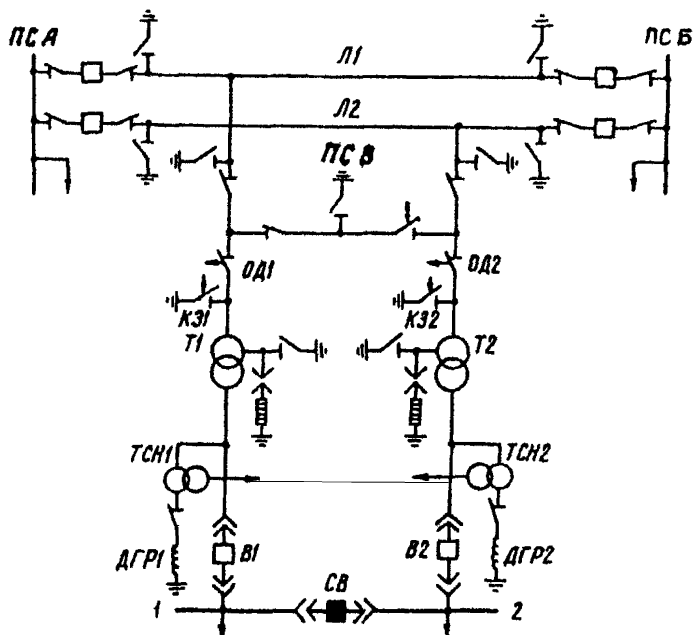 ПС А
ПС Б
Л1
Л2
ПС В
ОД1
ОД2
КЗ1
КЗ2
Т1
Т2
ТСН1
ТСН2
ДГР1
В1
В2
ДГР2
СВ
1
2